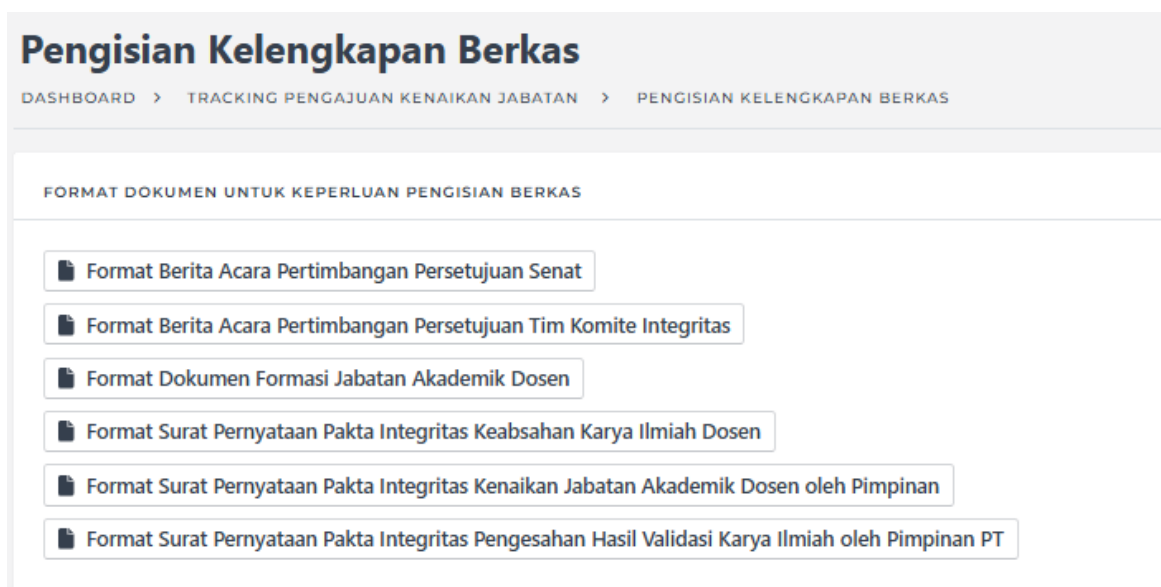 Pengisian Kelengkapan Berkas
DASHBOARD > TRACKING PENGAJUAN KENAIKAN JABATAN > PENGISIAN KELENGKAPAN BERKAS
FORMAT DOKUMEN UNTUK KEPERLUAN PENGISIAN BERKAS
Format Berita Acara Pertimbangan Persetujuan Senat
Format Berita Acara Pertimbangan Persetujuan Tim Komite Integritas
Format Dokumen Formasi Jabatan Akademik Dosen
Format Surat Pernyataan Pakta Integritas Keabsahan Karya Ilmiah Dosen
Format Surat Pernyataan Pakta Integritas Kenaikan Jabatan Akademik Dosen oleh Pimpinan
Format Surat Pernyataan Pakta Integritas Pengesahan Hasil Validasi Karya Ilmiah oleh Pimpinan PT